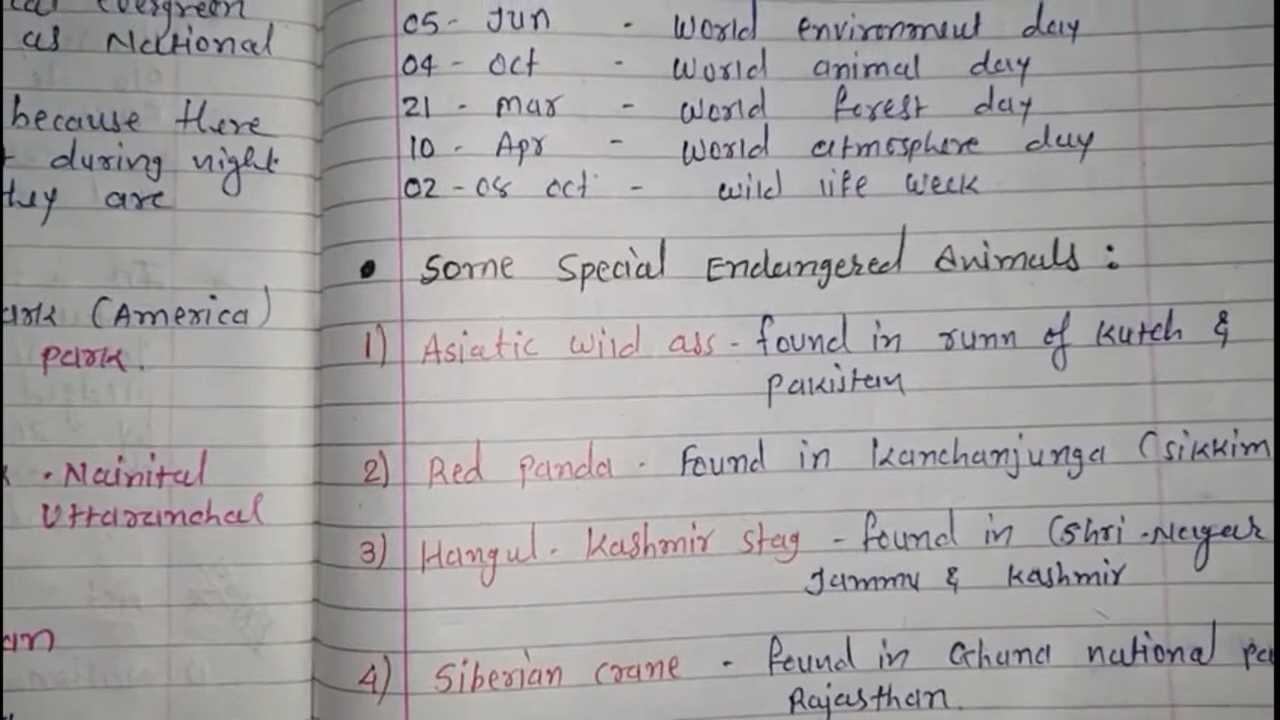 Evergreen
as National
because there
during night
they are
(America)
park.
. Nainital
Uttaranchal
05 - Jun - World environment day
04 - Oct - World animal day
21 - mar - World forest day
10 - Apr - World atmosphere day
02 - 08 oct - wild life week
• Some Special Endangered Animals :
1) Asiatic wild ass - found in runn of kutch &
Pakistan
2) Red panda - Found in Kanchanjunga (sikkim
3) Hangul - Kashmir stag - found in (Shri-Nagar
Jammu & Kashmir
4) Siberian crane - found in Ghana national pa
Rajasthan.